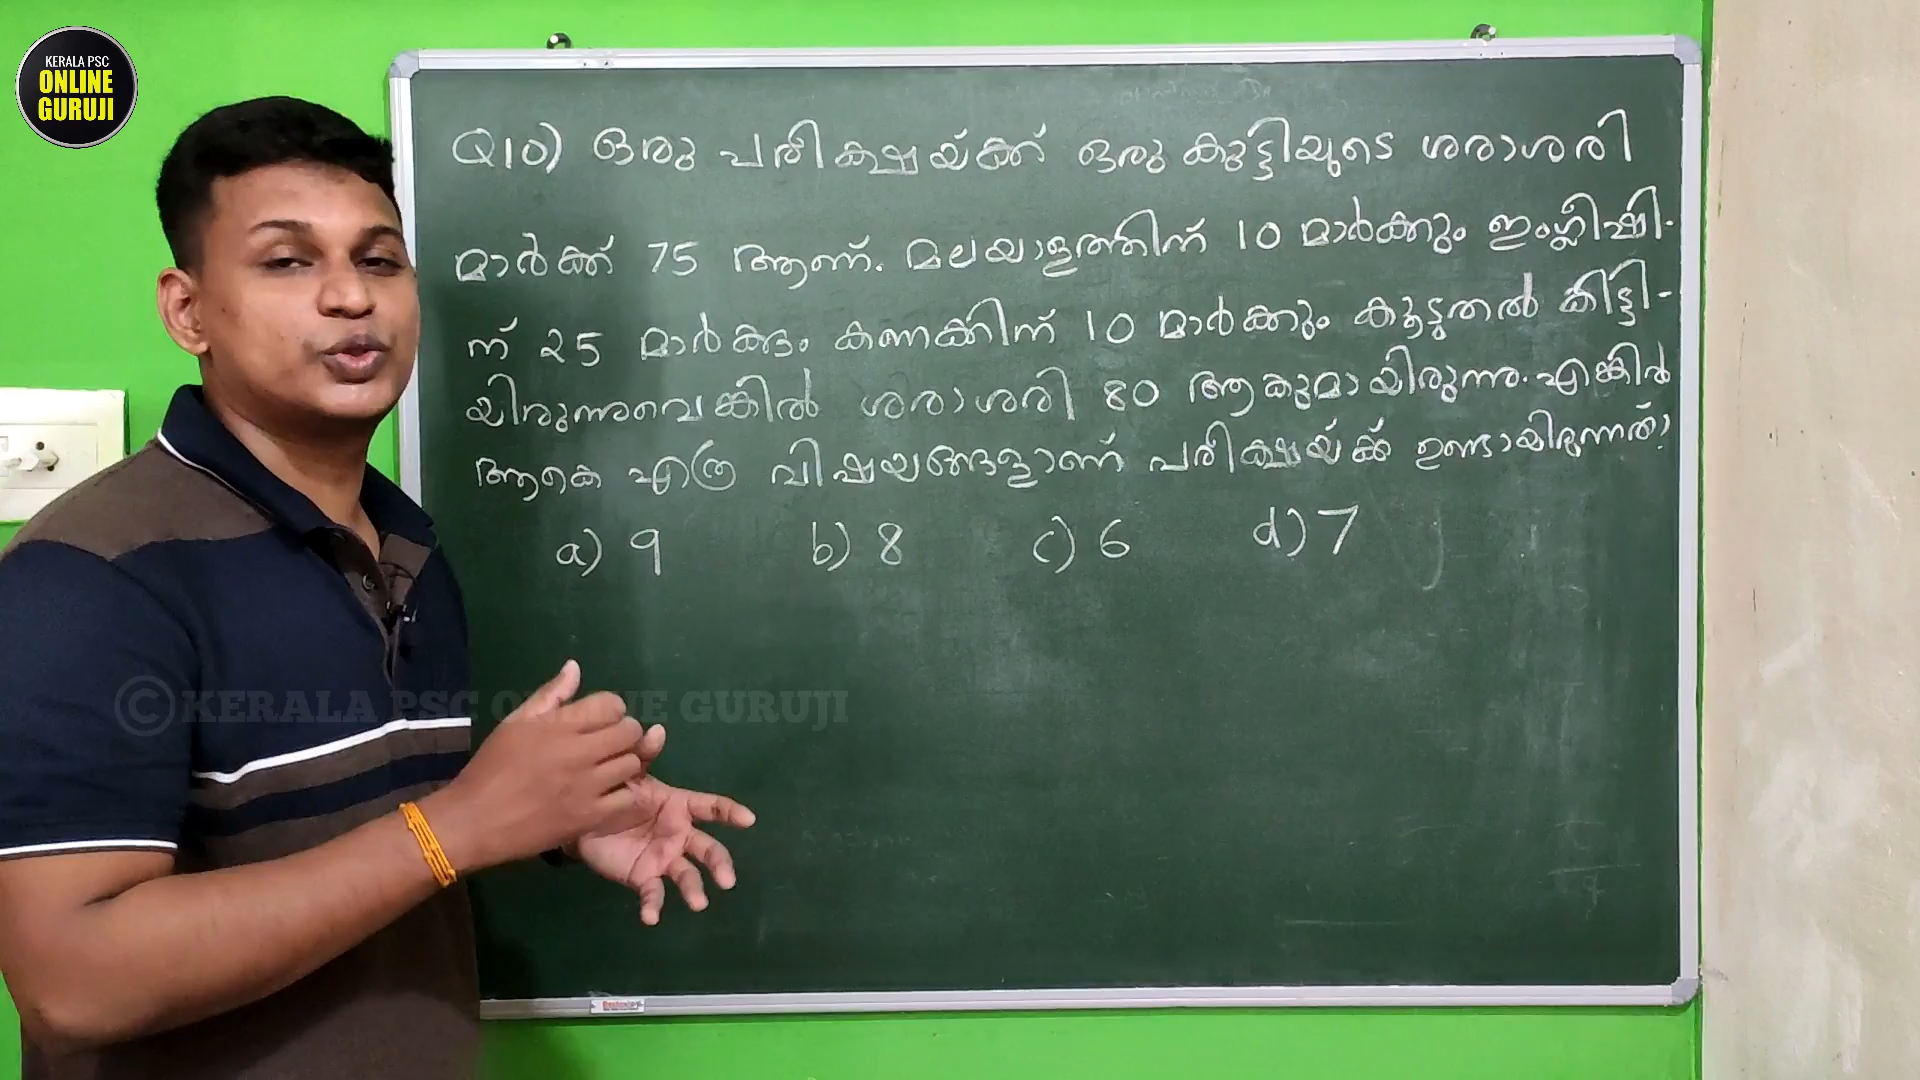 KERALA PSC
ONLINE
GURUJI
Q10) ഒരു പരീക്ഷയ്ക്ക് ഒരു കുട്ടിയുടെ ശരാശരി
മാർക്ക് 75 ആണ്. മലയാളത്തിന് 10 മാർക്കും ഇംഗ്ലീഷി-
ന് 25 മാർക്കും കണക്കിന് 10 മാർക്കും കൂടുതൽ കിട്ടി-
യിരുന്നുവെങ്കിൽ ശരാശരി 80 ആകുമായിരുന്നു. എങ്കിൽ
ആകെ എത്ര വിഷയങ്ങളാണ് പരീക്ഷയ്ക്ക് ഉണ്ടായിരുന്നത്?
a) 9 b) 8 c) 6 d) 7
©KERALA PSC ONLINE GURUJI